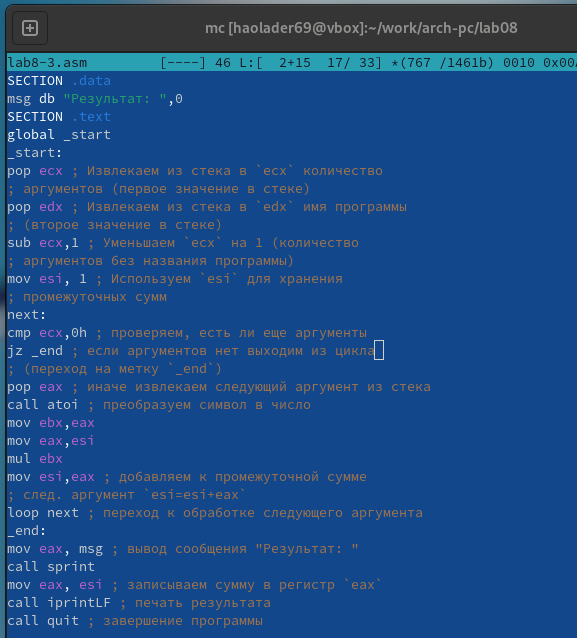 mc [haolader69@vbox]:~/work/arch-pc/lab08
lab8-3.asm [----] 46 L:[ 2+15 17/ 33] *(767 /1461b) 0010 0x00A
SECTION .data
msg db "Результат: ",0
SECTION .text
global _start
_start:
pop ecx ; Извлекаем из стека в `ecx` количество
; аргументов (первое значение в стеке)
pop edx ; Извлекаем из стека в `edx` имя программы
; (второе значение в стеке)
sub ecx,1 ; Уменьшаем `ecx` на 1 (количество
; аргументов без названия программы)
mov esi, 1 ; Используем `esi` для хранения
; промежуточных сумм
next:
cmp ecx,0h ; проверяем, есть ли еще аргументы
jz _end ; если аргументов нет выходим из цикла
; (переход на метку `_end`)
pop eax ; иначе извлекаем следующий аргумент из стека
call atoi ; преобразуем символ в число
mov ebx,eax
mov eax,esi
mul ebx
mov esi,eax ; добавляем к промежуточной сумме
; след. аргумент `esi=esi+eax`
loop next ; переход к обработке следующего аргумента
_end:
mov eax, msg ; вывод сообщения "Результат: "
call sprint
mov eax, esi ; записываем сумму в регистр `eax`
call iprintLF ; печать результата
call quit ; завершение программы